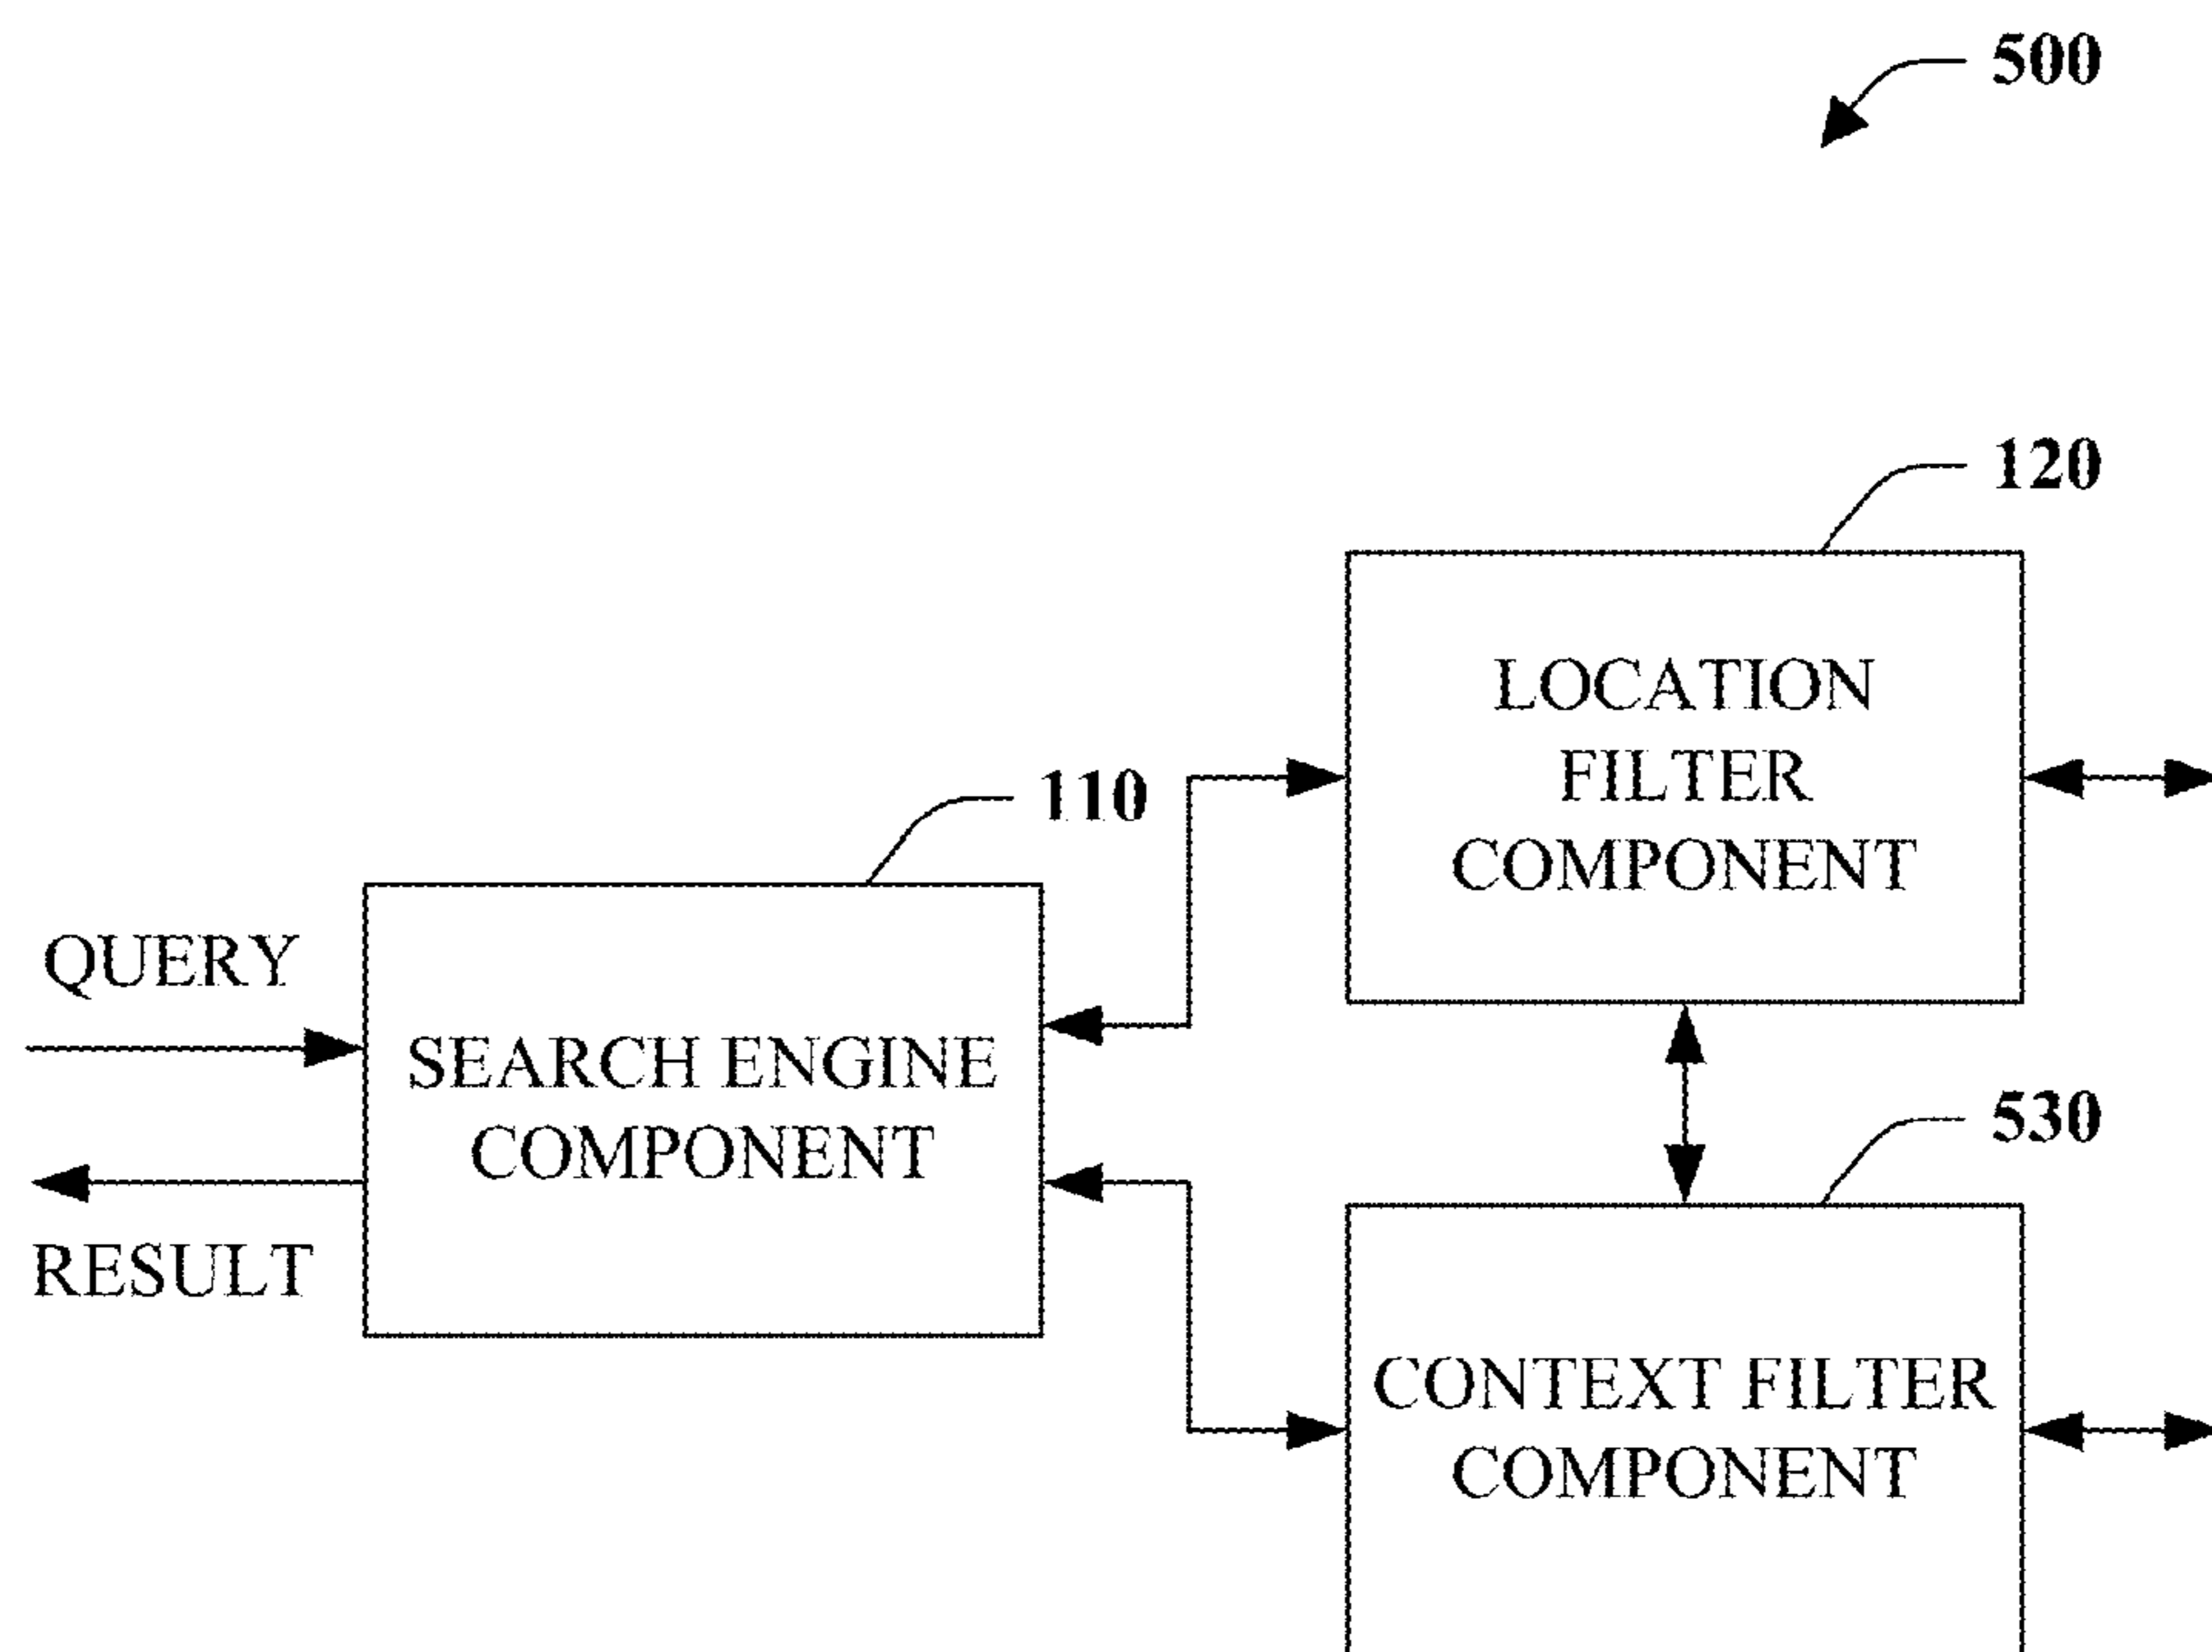 500
120
LOCATION
FILTER
COMPONENT
110
QUERY
SEARCH ENGINE
COMPONENT
RESULT
530
CONTEXT FILTER
COMPONENT